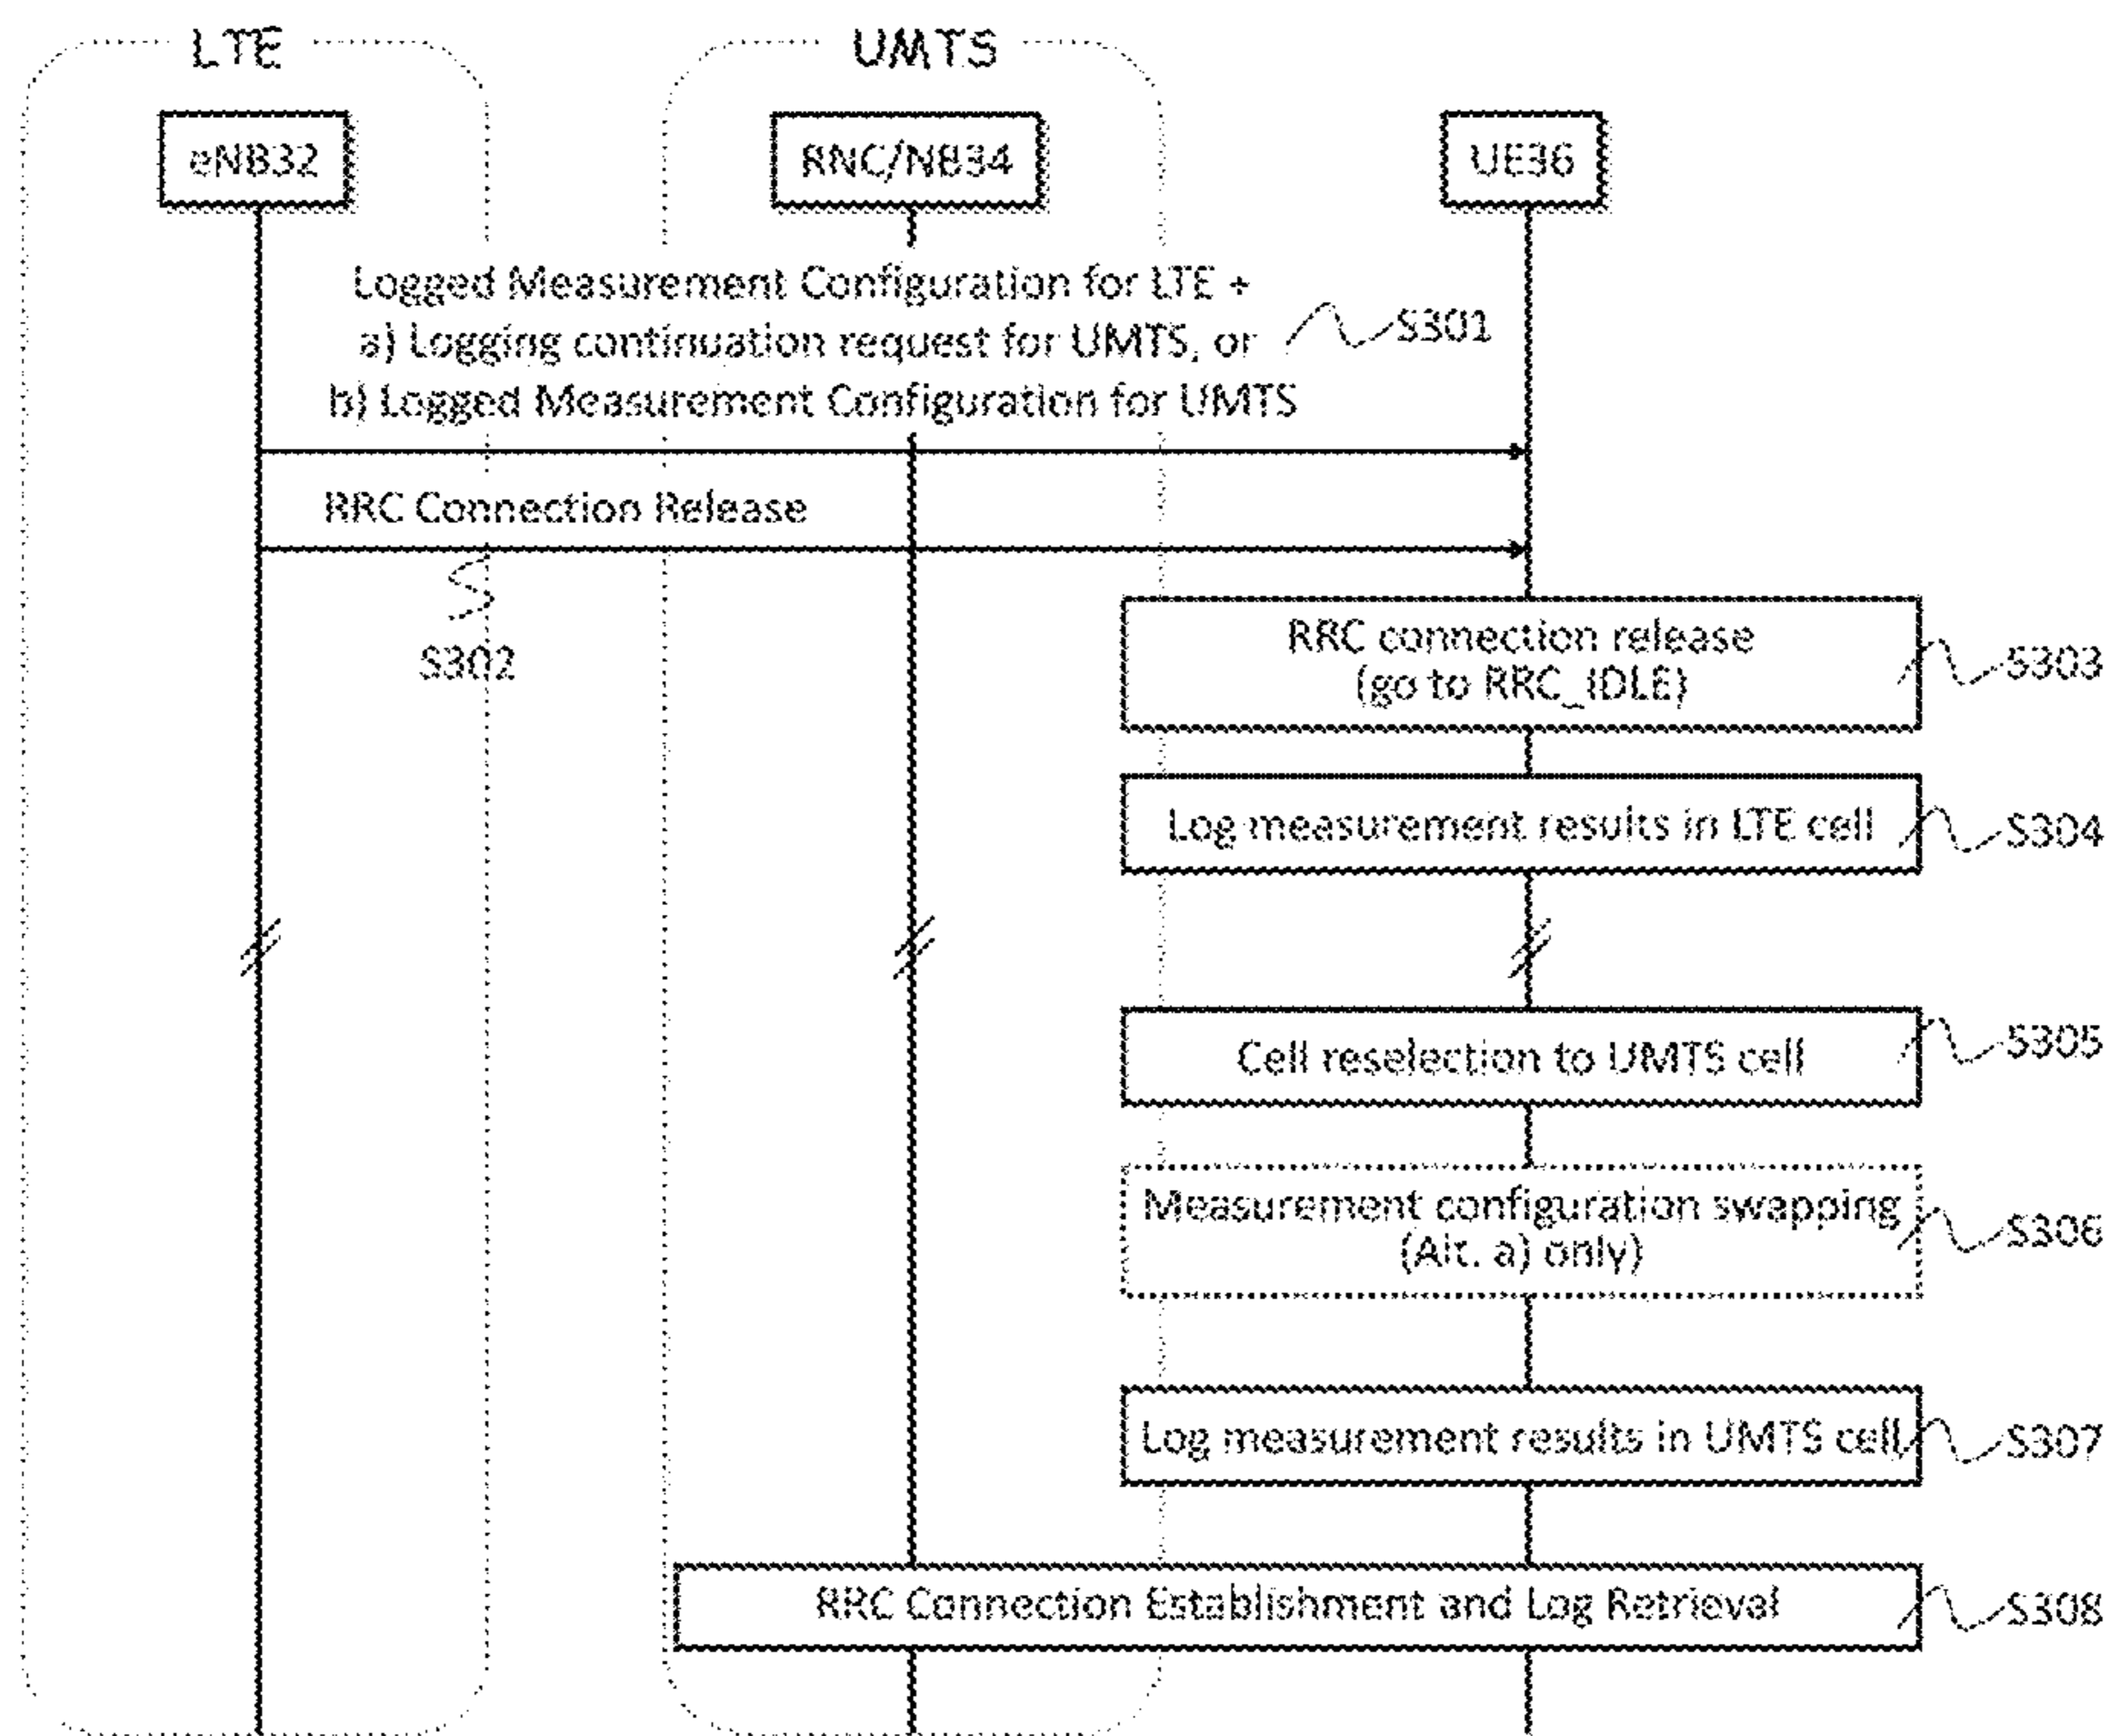 LTE
UMTS
eNB32
RNC/NB34
UE36
Logged Measurement Configuration for LTE +
a) Logging continuation request for UMTS, or
b) Logged Measurement Configuration for UMTS
S301
RRC Connection Release
S302
RRC connection release
(go to RRC_IDLE)
S303
Log measurement results in LTE cell
S304
Cell reselection to UMTS cell
S305
Measurement configuration swapping
(Alt. a) only)
S306
Log measurement results in UMTS cell
S307
RRC Connection Establishment and Log Retrieval
S308